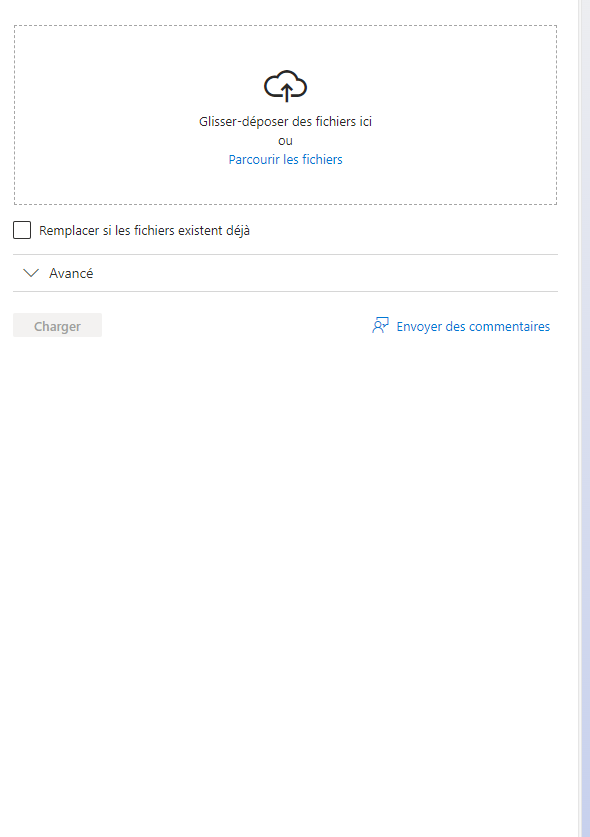 Glisser-déposer des fichiers ici
ou
Parcourir les fichiers
Remplacer si les fichiers existent déjà
Avancé
Charger
Envoyer des commentaires